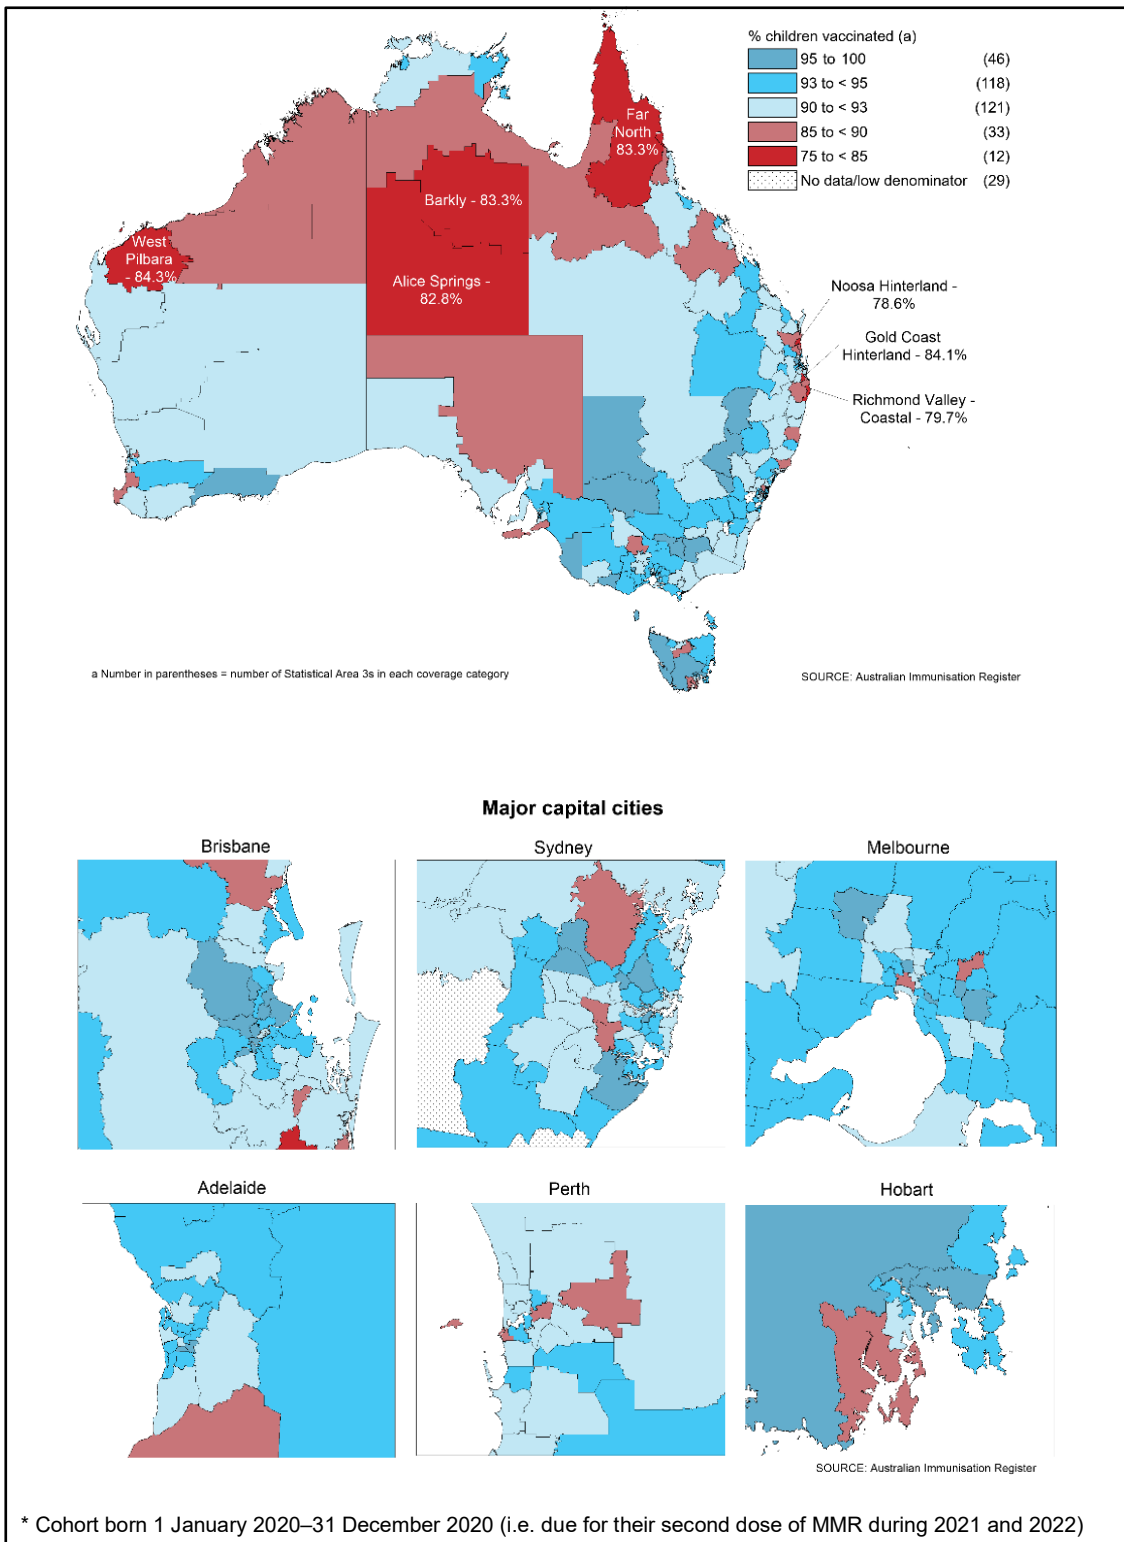 % children vaccinated (a)
95 to 100 (46)
93 to < 95 (118)
90 to < 93 (121)
85 to < 90 (33)
75 to < 85 (12)
No data/low denominator (29)
Far
North -
83.3%
Barkly - 83.3%
West
Pilbara
- 84.3%
Alice Springs -
82.8%
Noosa Hinterland -
78.6%
Gold Coast
Hinterland - 84.1%
Richmond Valley -
Coastal - 79.7%
a Number in parentheses = number of Statistical Area 3s in each coverage category
SOURCE: Australian Immunisation Register
Major capital cities
Brisbane
Sydney
Melbourne
Adelaide
Perth
Hobart
SOURCE: Australian Immunisation Register
* Cohort born 1 January 2020–31 December 2020 (i.e. due for their second dose of MMR during 2021 and 2022)